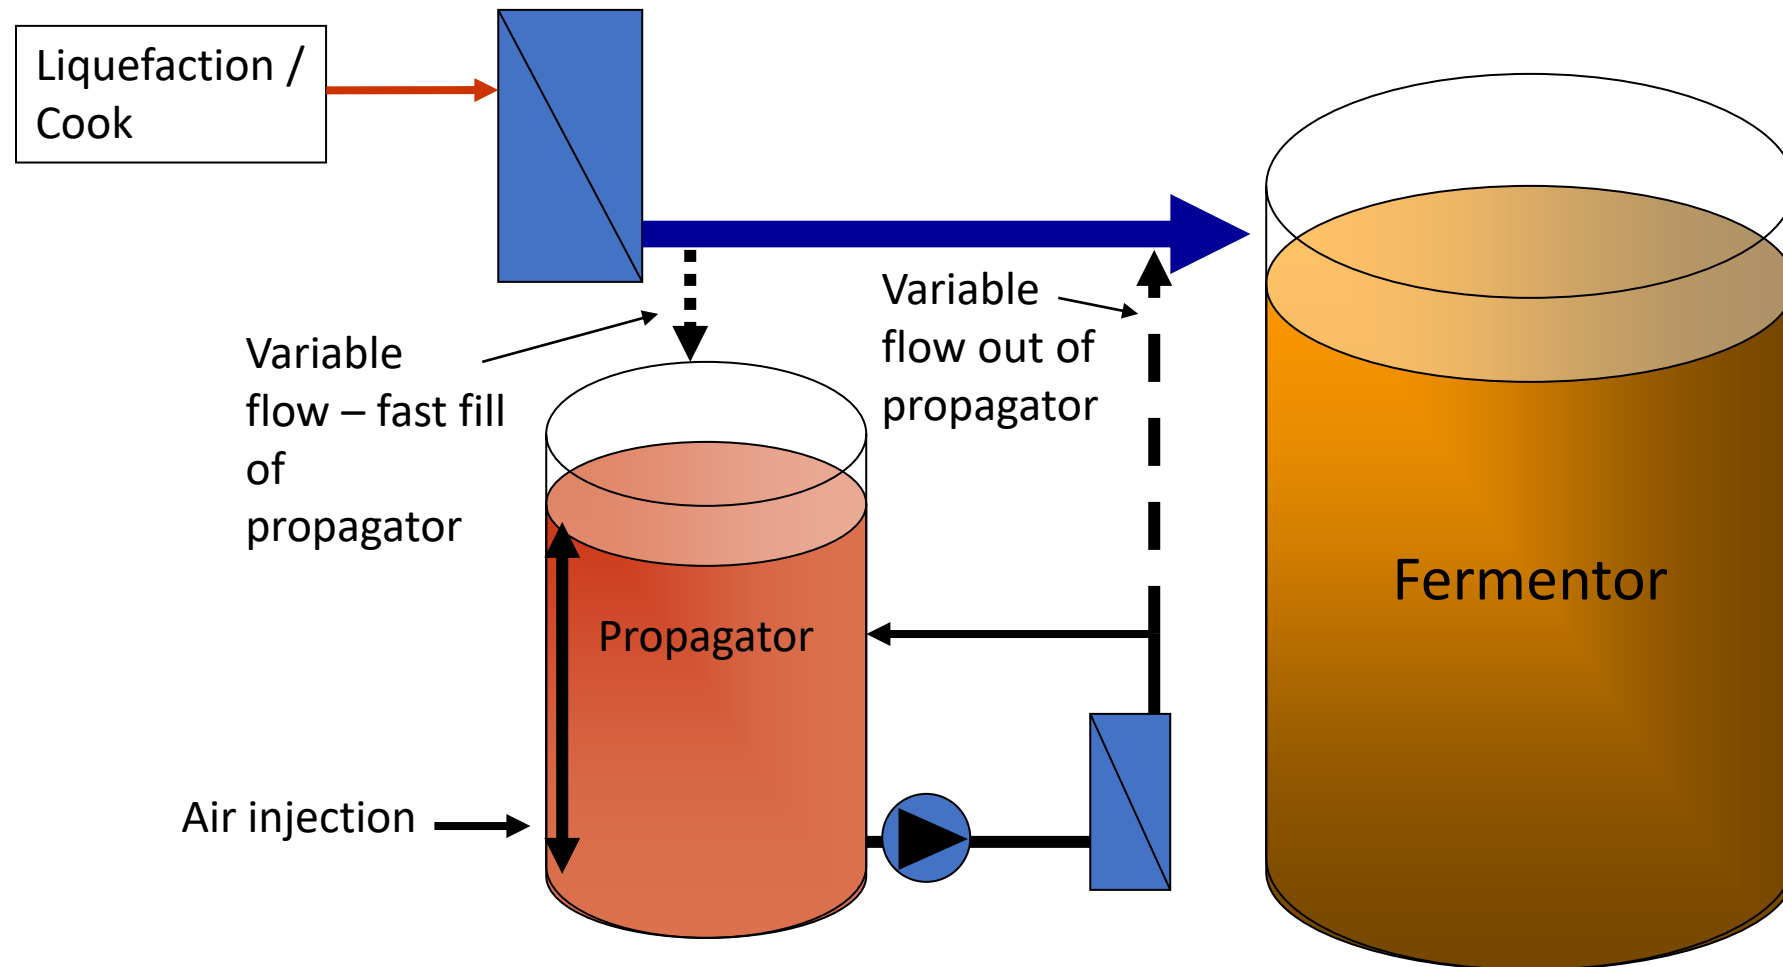 Liquefaction /
Cook
Variable
flow – fast fill
of
propagator
Variable
flow out of
propagator
Propagator
Fermentor
Air injection